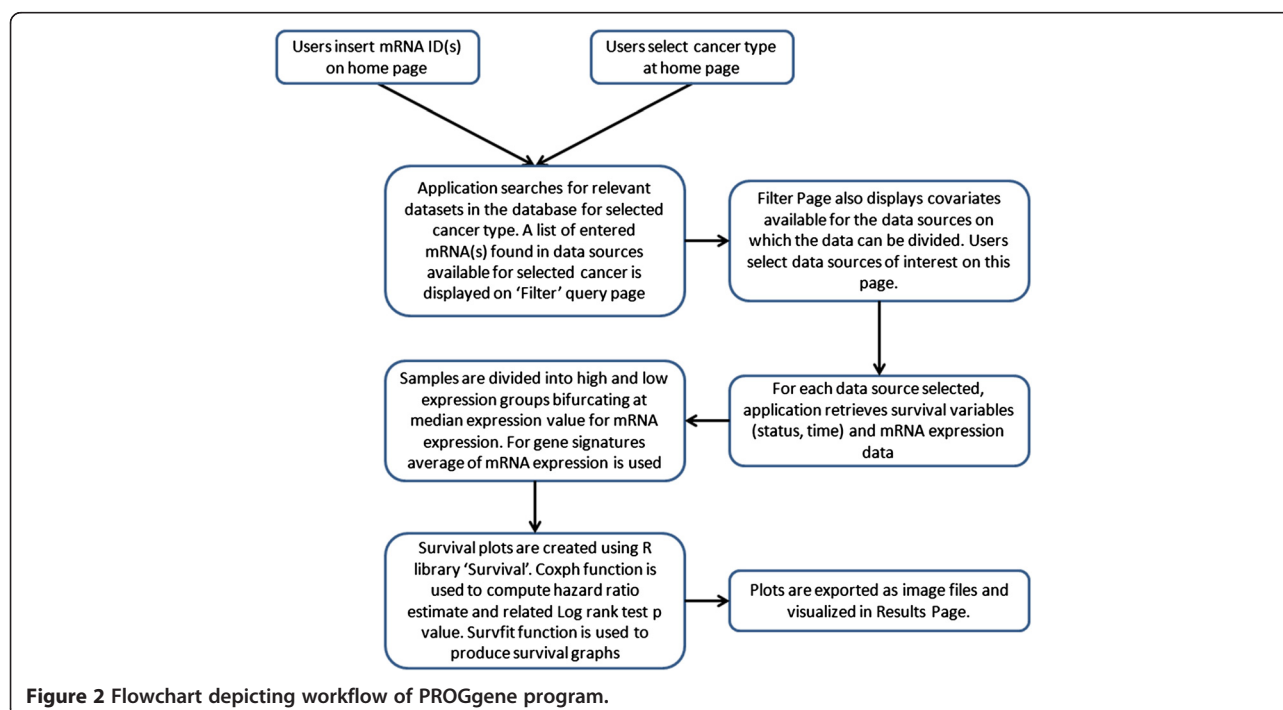 Users insert mRNA ID(s)
on home page
Users select cancer type
at home page
Application searches for relevant
datasets in the database for selected
cancer type. A list of entered
mRNA(s) found in data sources
available for selected cancer is
displayed on ‘Filter’ query page
Filter Page also displays covariates
available for the data sources on
which the data can be divided. Users
select data sources of interest on this
page.
For each data source selected,
application retrieves survival variables
(status, time) and mRNA expression
data
Samples are divided into high and low
expression groups bifurcating at
median expression value for mRNA
expression. For gene signatures
average of mRNA expression is used
Survival plots are created using R
library ‘Survival’. Coxph function is
used to compute hazard ratio
estimate and related Log rank test p
value. Survfit function is used to
produce survival graphs
Plots are exported as image files and
visualized in Results Page.
Figure 2 Flowchart depicting workflow of PROGgene program.